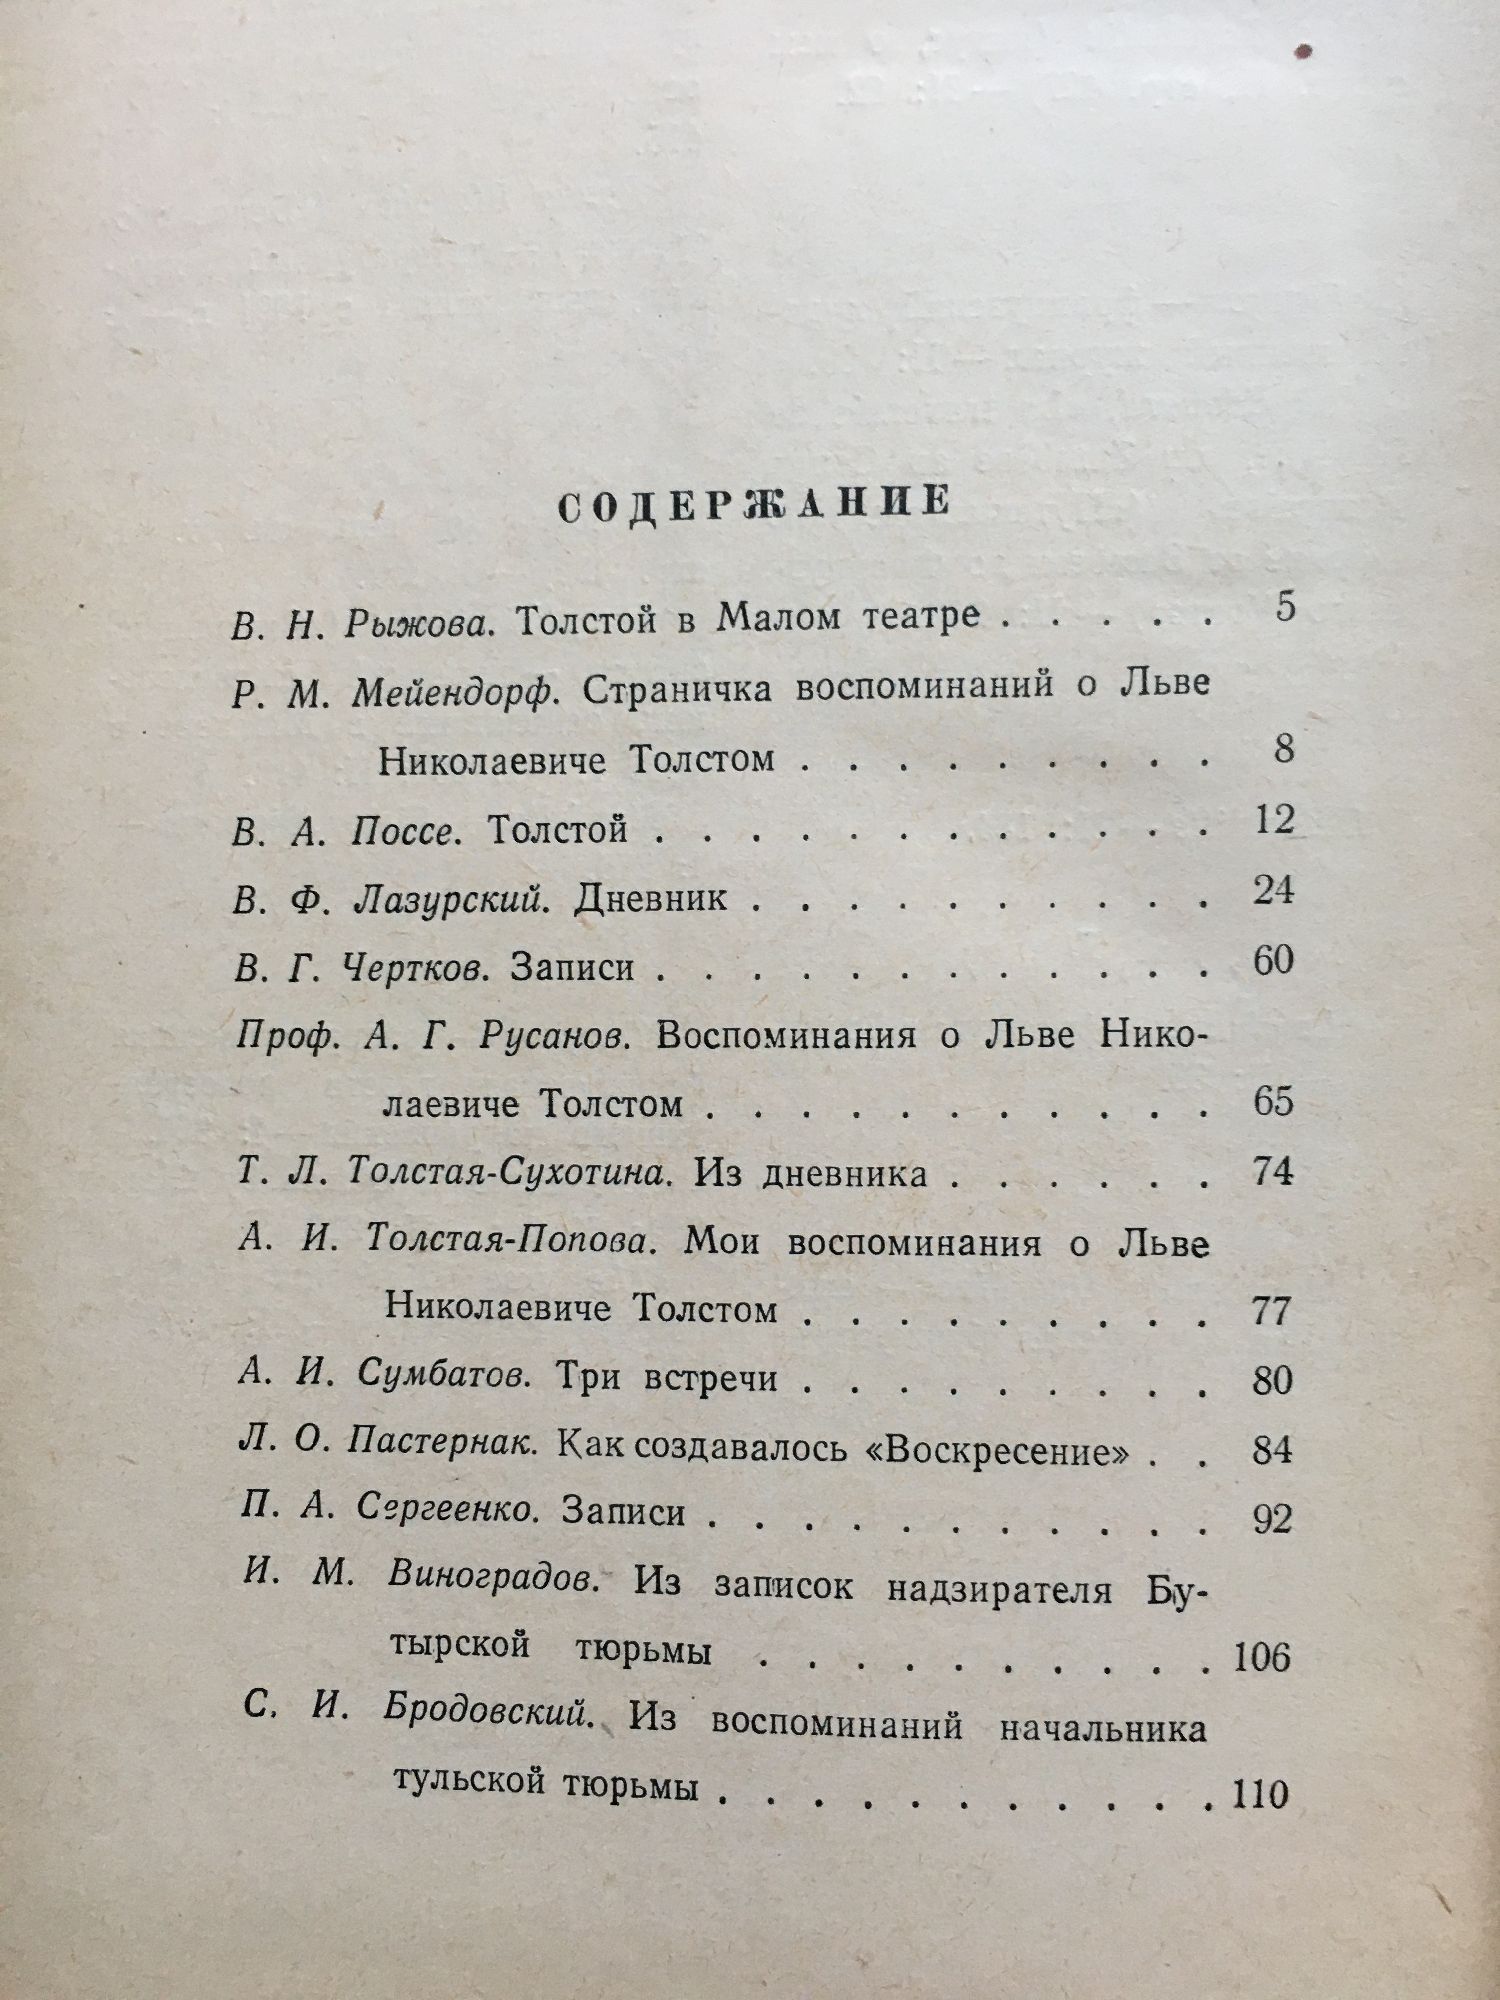 СОДЕРЖАНИЕ
В. Н. Рыжова. Толстой в Малом театре . . . . . 5
Р. М. Мейендорф. Страничка воспоминаний о Льве
Николаевиче Толстом . . . . . . . . . 8
В. А. Поссе. Толстой . . . . . . . . . . . . 12
В. Ф. Лазурский. Дневник . . . . . . . . . . 24
В. Г. Чертков. Записи . . . . . . . . . . . . 60
Проф. А. Г. Русанов. Воспоминания о Льве Нико-
лаевиче Толстом . . . . . . . . . . . 65
Т. Л. Толстая-Сухотина. Из дневника . . . . . . 74
А. И. Толстая-Попова. Мои воспоминания о Льве
Николаевиче Толстом . . . . . . . . . 77
А. И. Сумбатов. Три встречи . . . . . . . . . 80
Л. О. Пастернак. Как создавалось «Воскресение» . . 84
П. А. Сергеенко. Записи . . . . . . . . . . . 92
И. М. Виноградов. Из записок надзирателя Бу-
тырской тюрьмы . . . . . . . . . . 106
С. И. Бродовский. Из воспоминаний начальника
тульской тюрьмы . . . . . . . . . . . 110